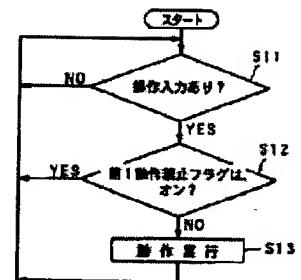 スタート
S11
NO
操作入力あり?
YES
S12
YES
第1動作禁止フラグは、
オン?
NO
動作実行
S13